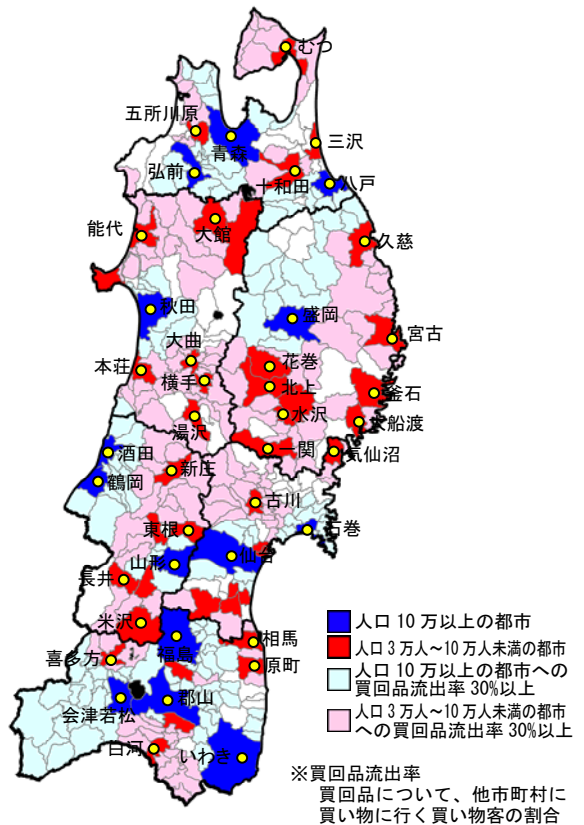 むつ
五所川原
青森
三沢
弘前
十和田
八戸
能代
大館
久慈
秋田
盛岡
大曲
宮古
本荘
花巻
横手
北上
釜石
水沢
大船渡
湯沢
一関
気仙沼
酒田
新庄
鶴岡
古川
東根
石巻
山形
仙台
長井
米沢
相馬
福島
喜多方
原町
会津若松
郡山
白河
いわき
人口 10 万以上の都市
人口 3 万人～10 万人未満の都市
人口 10 万以上の都市への
買回品流出率 30%以上
人口 3 万人～10 万人未満の都市
への買回品流出率 30%以上
※買回品流出率
買回品について、他市町村に
買い物に行く買い物客の割合